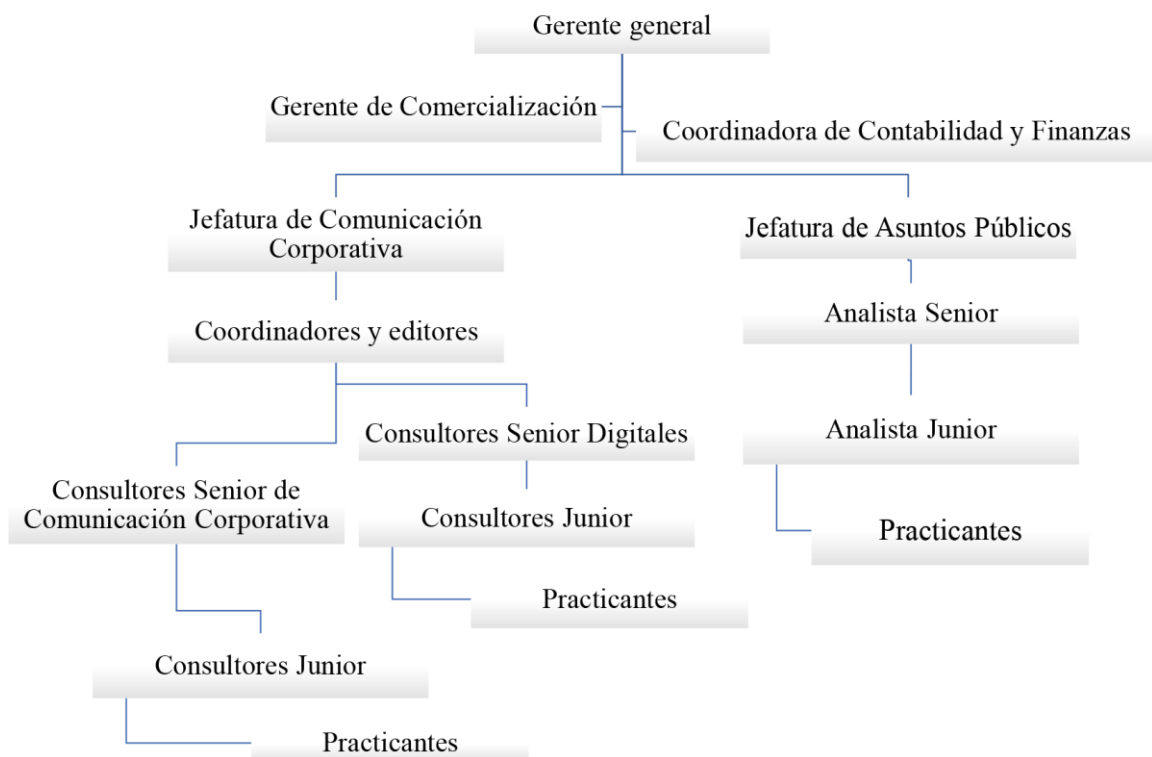 Gerente general
Gerente de Comercialización
Coordinadora de Contabilidad y Finanzas
Jefatura de Comunicación
Corporativa
Jefatura de Asuntos Públicos
Coordinadores y editores
Analista Senior
Consultores Senior Digitales
Analista Junior
Consultores Senior de
Comunicación Corporativa
Consultores Junior
Practicantes
Practicantes
Consultores Junior
Practicantes